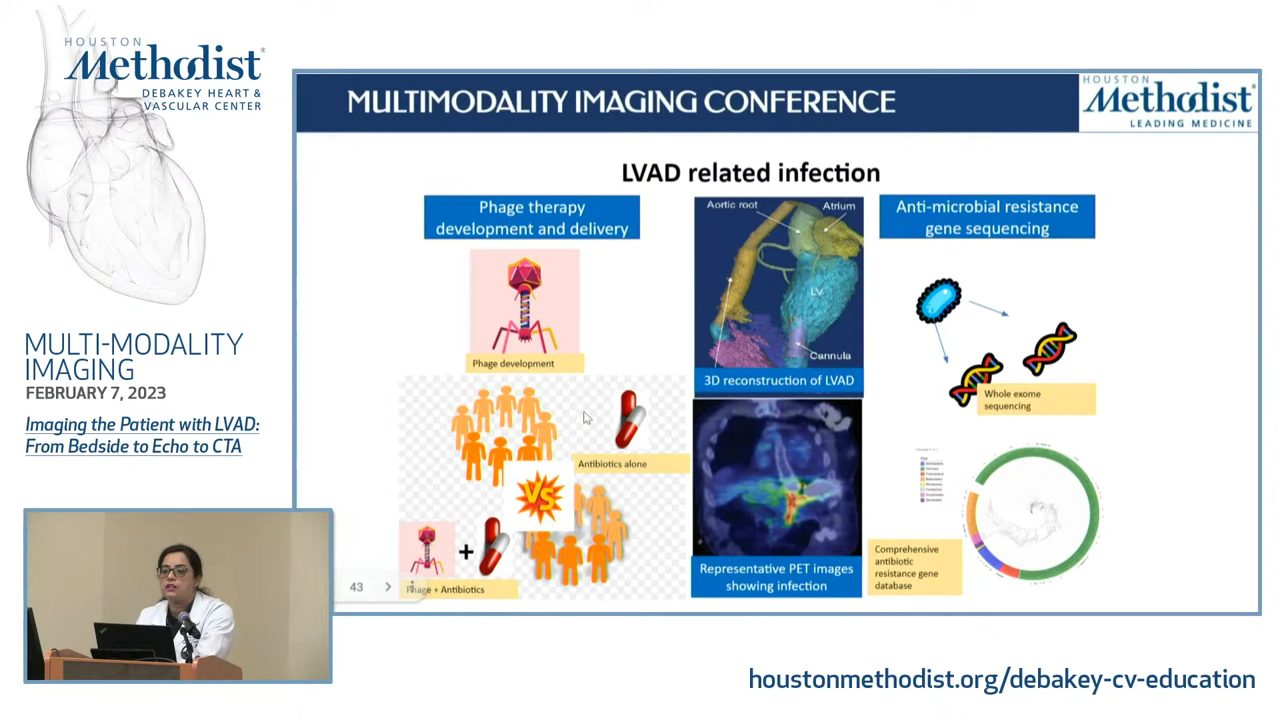 HOUSTON
Methodist
DEBAKEY HEART &
VASCULAR CENTER
MULTI-MODALITY
IMAGING
FEBRUARY 7, 2023
Imaging the Patient with LVAD:
From Bedside to Echo to CTA
MULTIMODALITY IMAGING CONFERENCE
HOUSTON
Methodist
LEADING MEDICINE
LVAD related infection
Phage therapy
development and delivery
Phage development
Antibiotics alone
VS
+
Phage + Antibiotics
43
Aortic root
Atrium
LV
Cannula
3D reconstruction of LVAD
Representative PET images
showing infection
Anti-microbial resistance
gene sequencing
Whole exome
sequencing
Comprehensive
antibiotic
resistance gene
database
houstonmethodist.org/debakey-cv-education